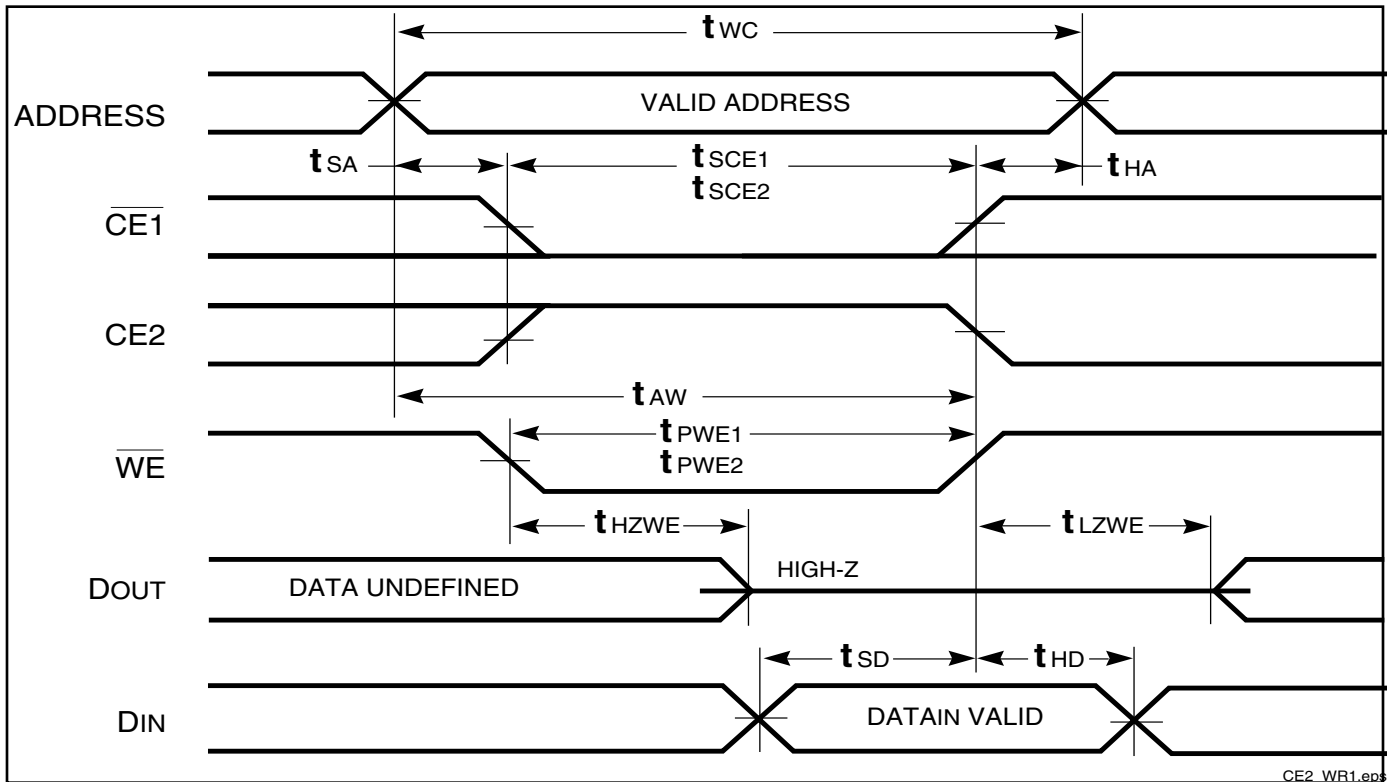 tWC
ADDRESS
VALID ADDRESS
tSA
tSCE1
tSCE2
tHA
CE1
CE2
tAW
tPWE1
tPWE2
WE
tHZWE
tLZWE
DOUT
DATA UNDEFINED
HIGH-Z
tSD
tHD
DIN
DATAIN VALID
CE2_WR1.eps